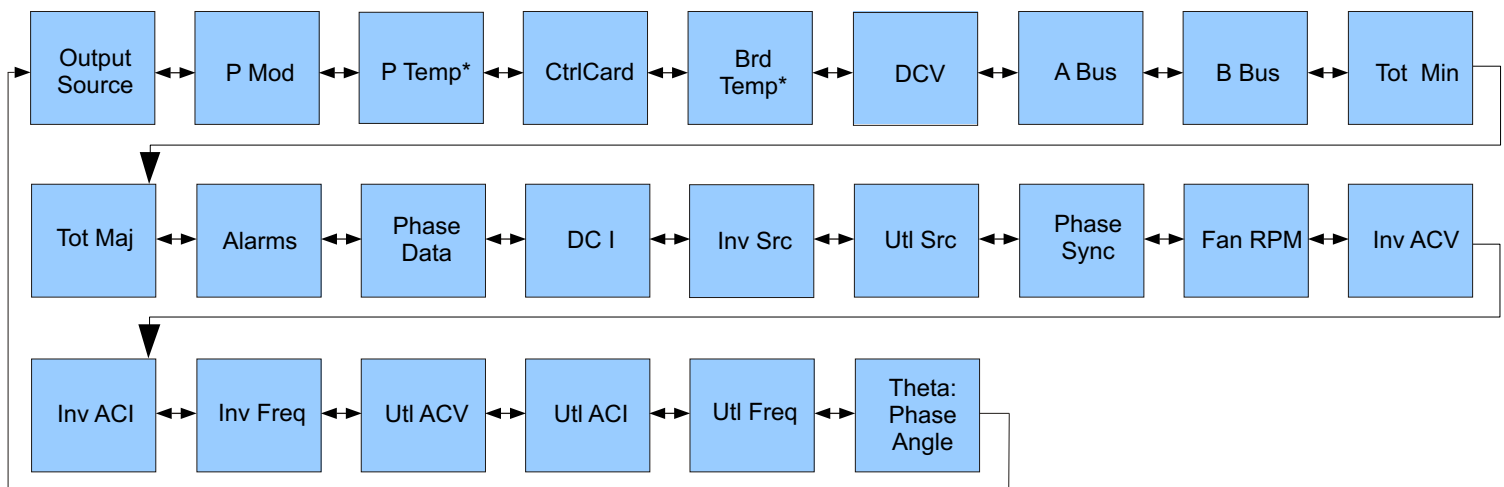 Output
Source
P Mod
P Temp*
CtrlCard
Brd
Temp*
DCV
A Bus
B Bus
Tot Min
Tot Maj
Alarms
Phase
Data
DC I
Inv Src
Utl Src
Phase
Sync
Fan RPM
Inv ACV
Inv ACI
Inv Freq
Utl ACV
Utl ACI
Utl Freq
Theta:
Phase
Angle